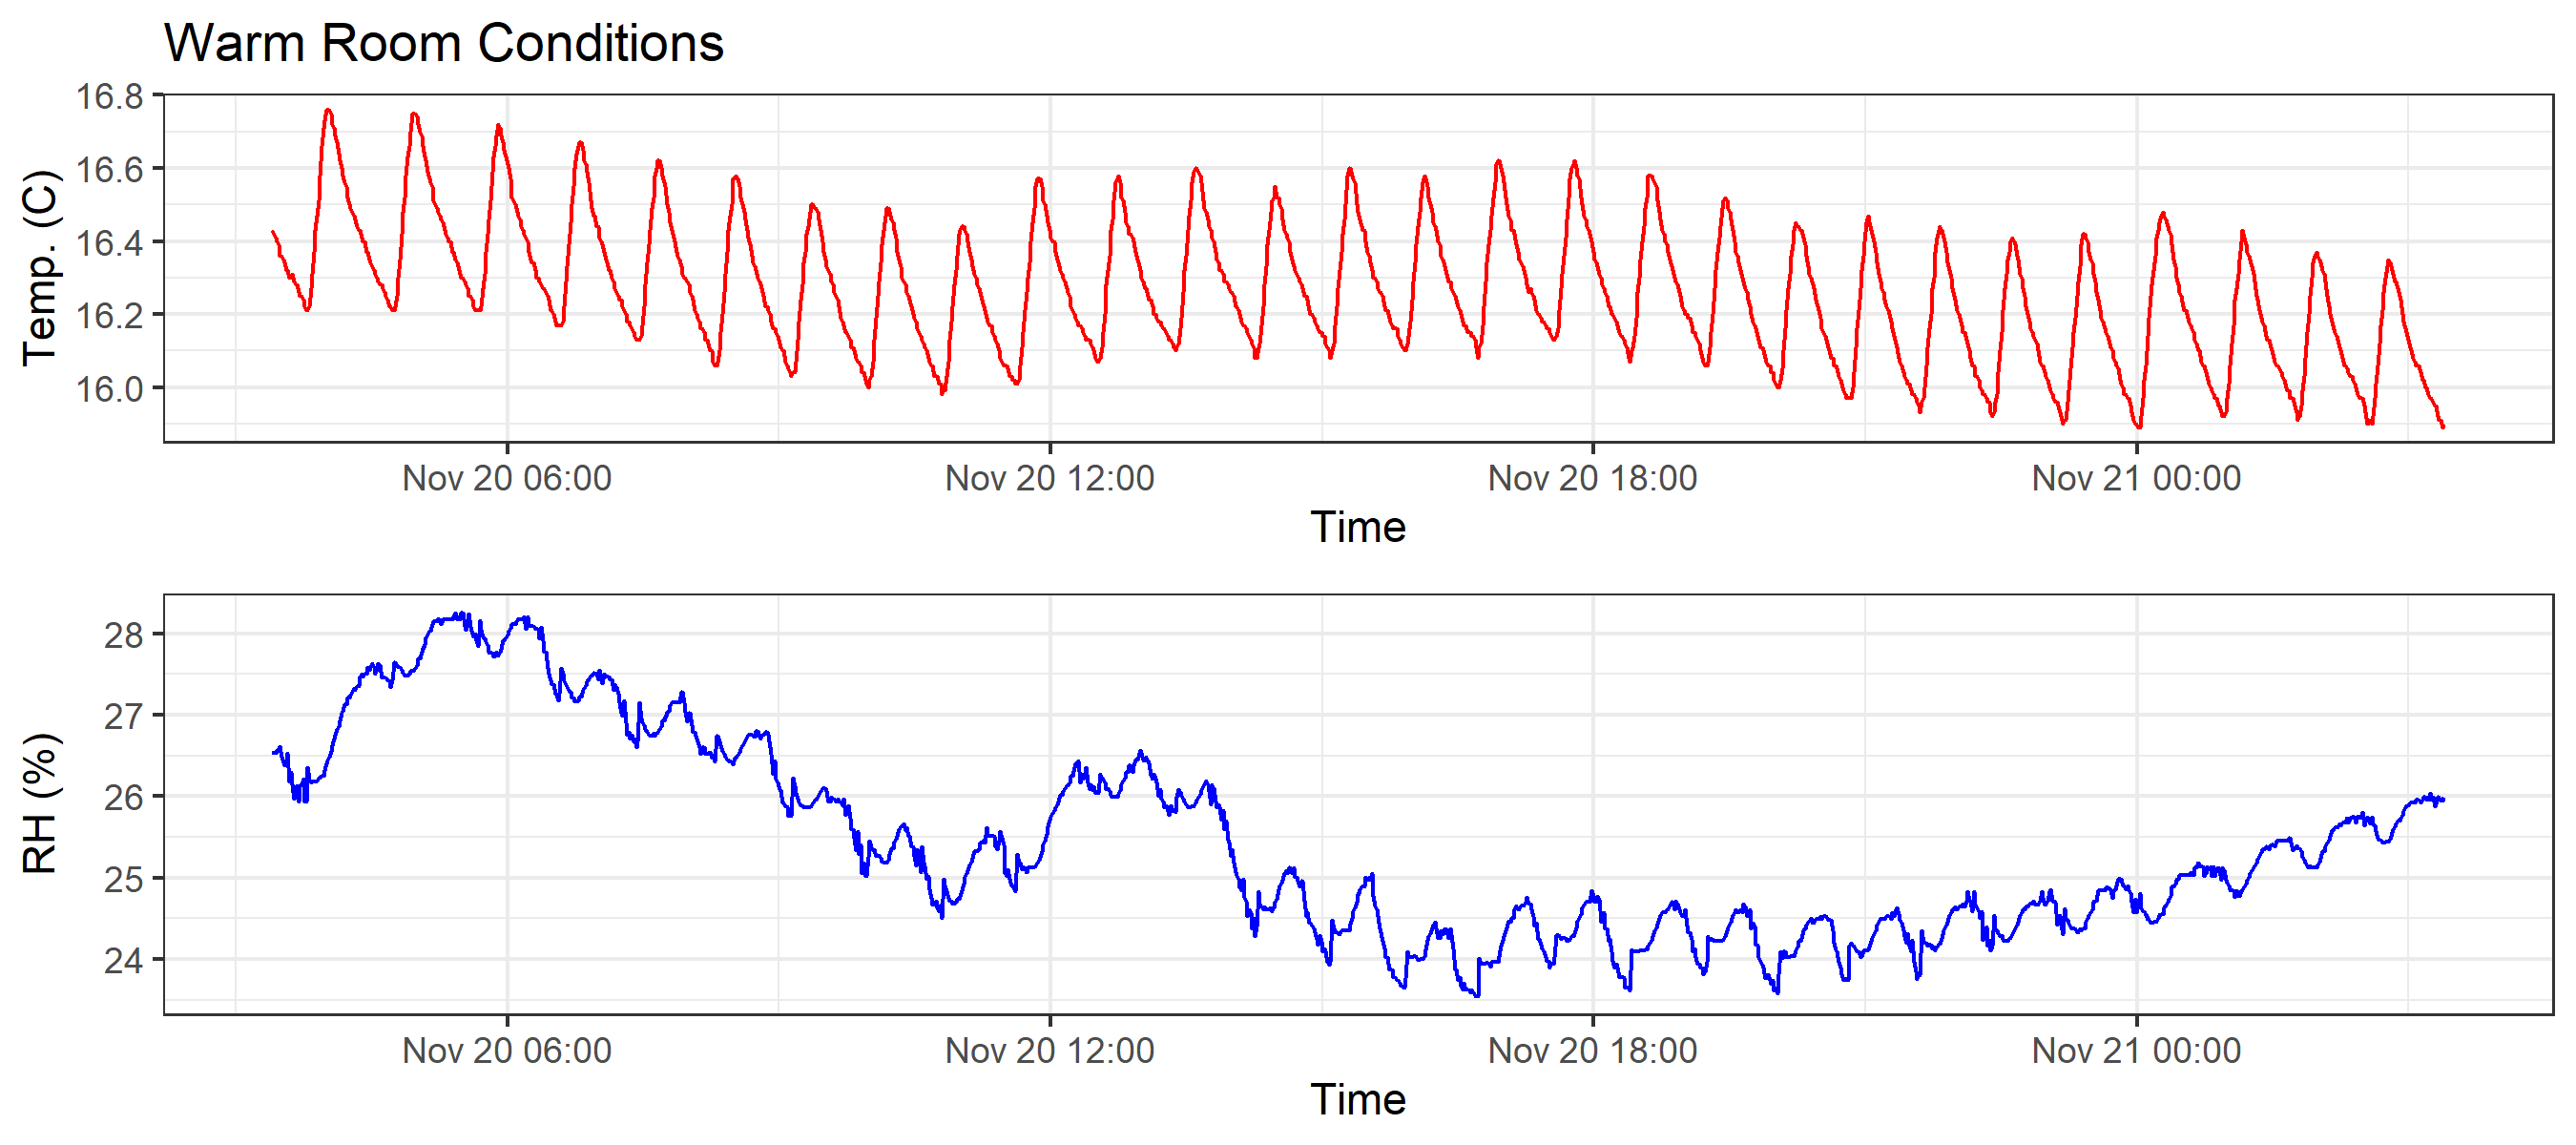 Warm Room Conditions
16.8
16.6
16.4
16.2
16.0
Temp. (C)
Nov 20 06:00 Nov 20 12:00 Nov 20 18:00 Nov 21 00:00
Time
28
27
26
25
24
RH (%)
Nov 20 06:00 Nov 20 12:00 Nov 20 18:00 Nov 21 00:00
Time